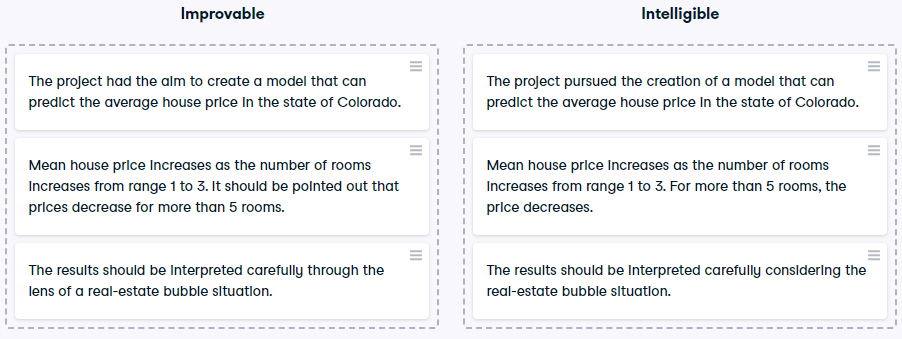 Improvable
The project had the aim to create a model that can
predict the average house price in the state of Colorado.
Mean house price increases as the number of rooms
increases from range 1 to 3. It should be pointed out that
prices decrease for more than 5 rooms.
The results should be interpreted carefully through the
lens of a real-estate bubble situation.
Intelligible
The project pursued the creation of a model that can
predict the average house price in the state of Colorado.
Mean house price increases as the number of rooms
increases from range 1 to 3. For more than 5 rooms, the
price decreases.
The results should be interpreted carefully considering the
real-estate bubble situation.